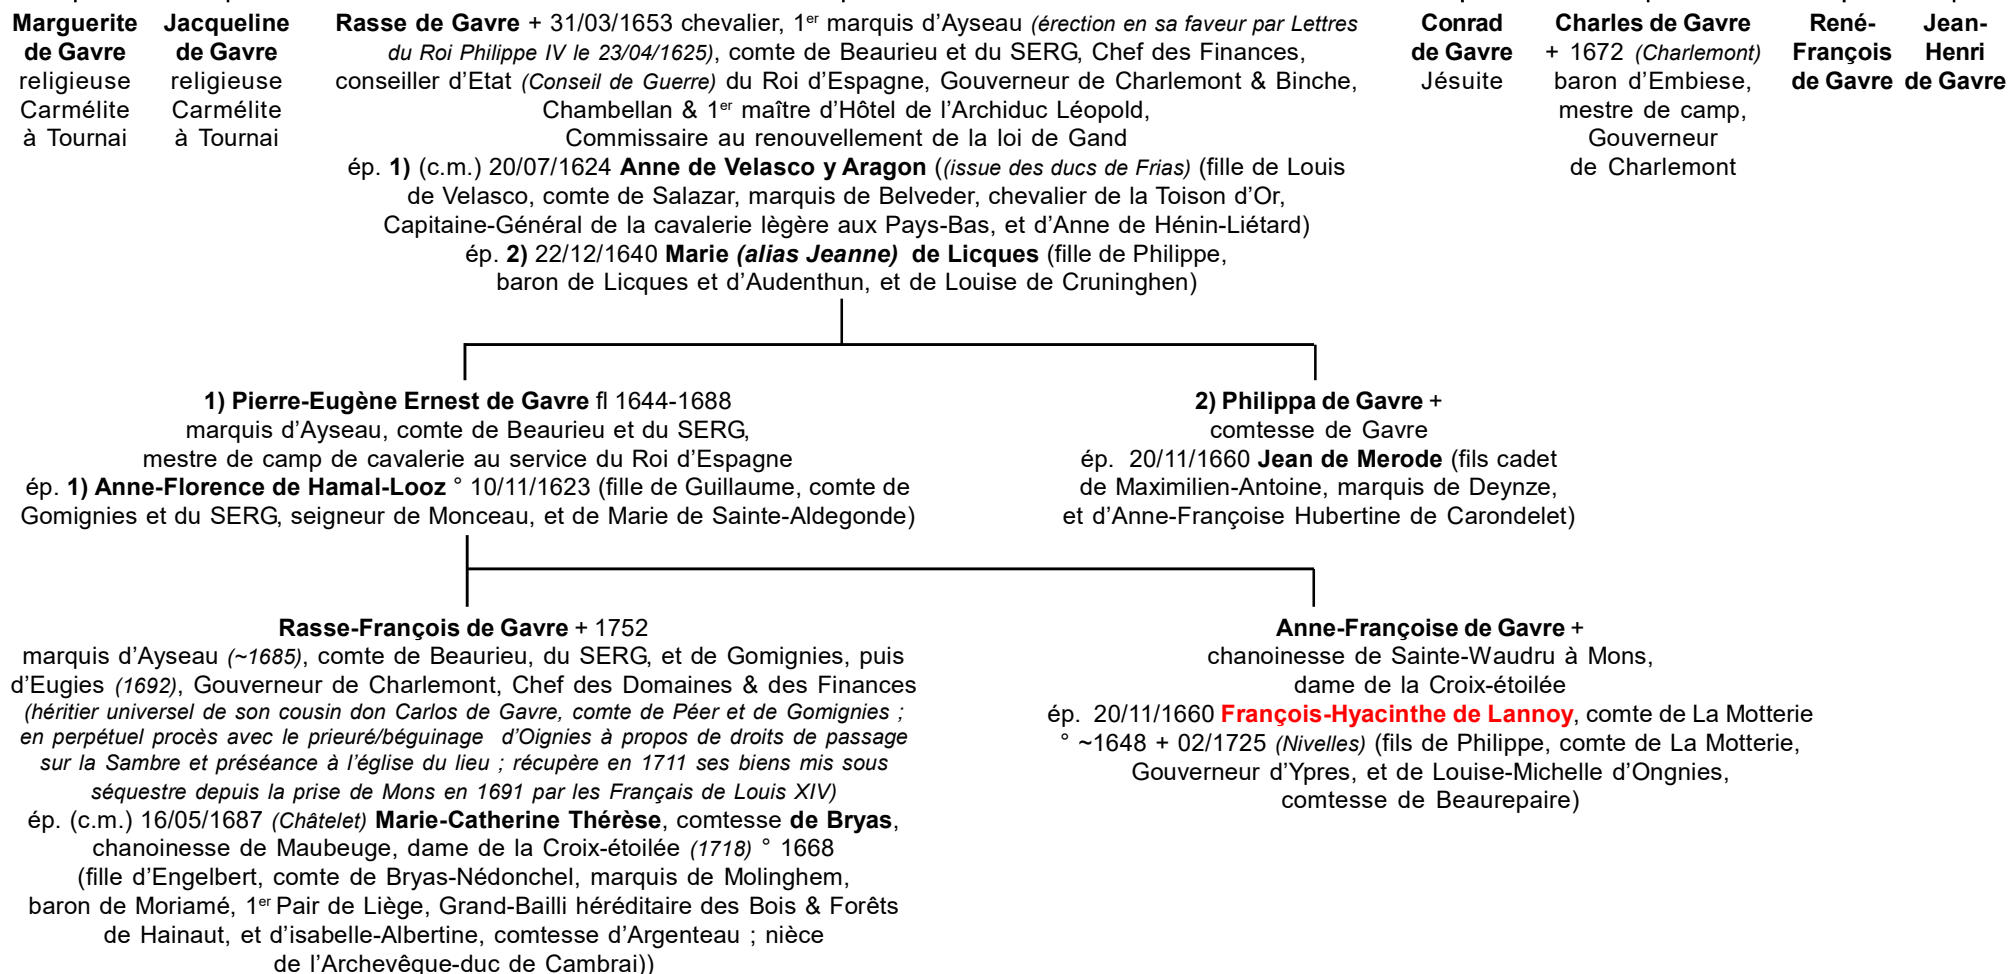 Marguerite
de Gavre
religieuse
Carmélite
à Tournai
Jacqueline
de Gavre
religieuse
Carmélite
à Tournai
Rasse de Gavre + 31/03/1653 chevalier, 1er marquis d’Ayseau (érection en sa faveur par Lettres
du Roi Philippe IV le 23/04/1625), comte de Beaurieu et du SERG, Chef des Finances,
conseiller d’Etat (Conseil de Guerre) du Roi d’Espagne, Gouverneur de Charlemont & Binche,
Chambellan & 1er maître d’Hôtel de l’Archiduc Léopold,
Commissaire au renouvellement de la loi de Gand
ép. 1) (c.m.) 20/07/1624 Anne de Velasco y Aragon ((issue des ducs de Frias) (fille de Louis
de Velasco, comte de Salazar, marquis de Belveder, chevalier de la Toison d’Or,
Capitaine-Général de la cavalerie lègère aux Pays-Bas, et d’Anne de Hénin-Liétard)
ép. 2) 22/12/1640 Marie (alias Jeanne) de Licques (fille de Philippe,
baron de Licques et d’Audenthun, et de Louise de Cruninghen)
Conrad
de Gavre
Jésuite
Charles de Gavre
+ 1672 (Charlemont)
baron d’Embiese,
mestre de camp,
Gouverneur
de Charlemont
René-
François
de Gavre
Jean-
Henri
de Gavre
1) Pierre-Eugène Ernest de Gavre fl 1644-1688
marquis d’Ayseau, comte de Beaurieu et du SERG,
mestre de camp de cavalerie au service du Roi d’Espagne
ép. 1) Anne-Florence de Hamal-Looz ° 10/11/1623 (fille de Guillaume, comte de
Gomignies et du SERG, seigneur de Monceau, et de Marie de Sainte-Aldegonde)
2) Philippa de Gavre +
comtesse de Gavre
ép. 20/11/1660 Jean de Merode (fils cadet
de Maximilien-Antoine, marquis de Deynze,
et d’Anne-Françoise Hubertine de Carondelet)
Rasse-François de Gavre + 1752
marquis d’Ayseau (~1685), comte de Beaurieu, du SERG, et de Gomignies, puis
d’Eugies (1692), Gouverneur de Charlemont, Chef des Domaines & des Finances
(héritier universel de son cousin don Carlos de Gavre, comte de Péer et de Gomignies ;
en perpétuel procès avec le prieuré/béguinage d’Oignies à propos de droits de passage
sur la Sambre et préséance à l’église du lieu ; récupère en 1711 ses biens mis sous
séquestre depuis la prise de Mons en 1691 par les Français de Louis XIV)
ép. (c.m.) 16/05/1687 (Châtelet) Marie-Catherine Thérèse, comtesse de Bryas,
chanoinesse de Maubeuge, dame de la Croix-étoilée (1718) ° 1668
(fille d’Engelbert, comte de Bryas-Nédonchel, marquis de Molinghem,
baron de Moriamé, 1er Pair de Liège, Grand-Bailli héréditaire des Bois & Forêts
de Hainaut, et d’isabelle-Albertine, comtesse d’Argenteau ; nièce
de l’Archevêque-duc de Cambrai))
Anne-Françoise de Gavre +
chanoinesse de Sainte-Waudru à Mons,
dame de la Croix-étoilée
ép. 20/11/1660 François-Hyacinthe de Lannoy, comte de La Motterie
° ~1648 + 02/1725 (Nivelles) (fils de Philippe, comte de La Motterie,
Gouverneur d’Ypres, et de Louise-Michelle d’Ongnies,
comtesse de Beaurepaire)